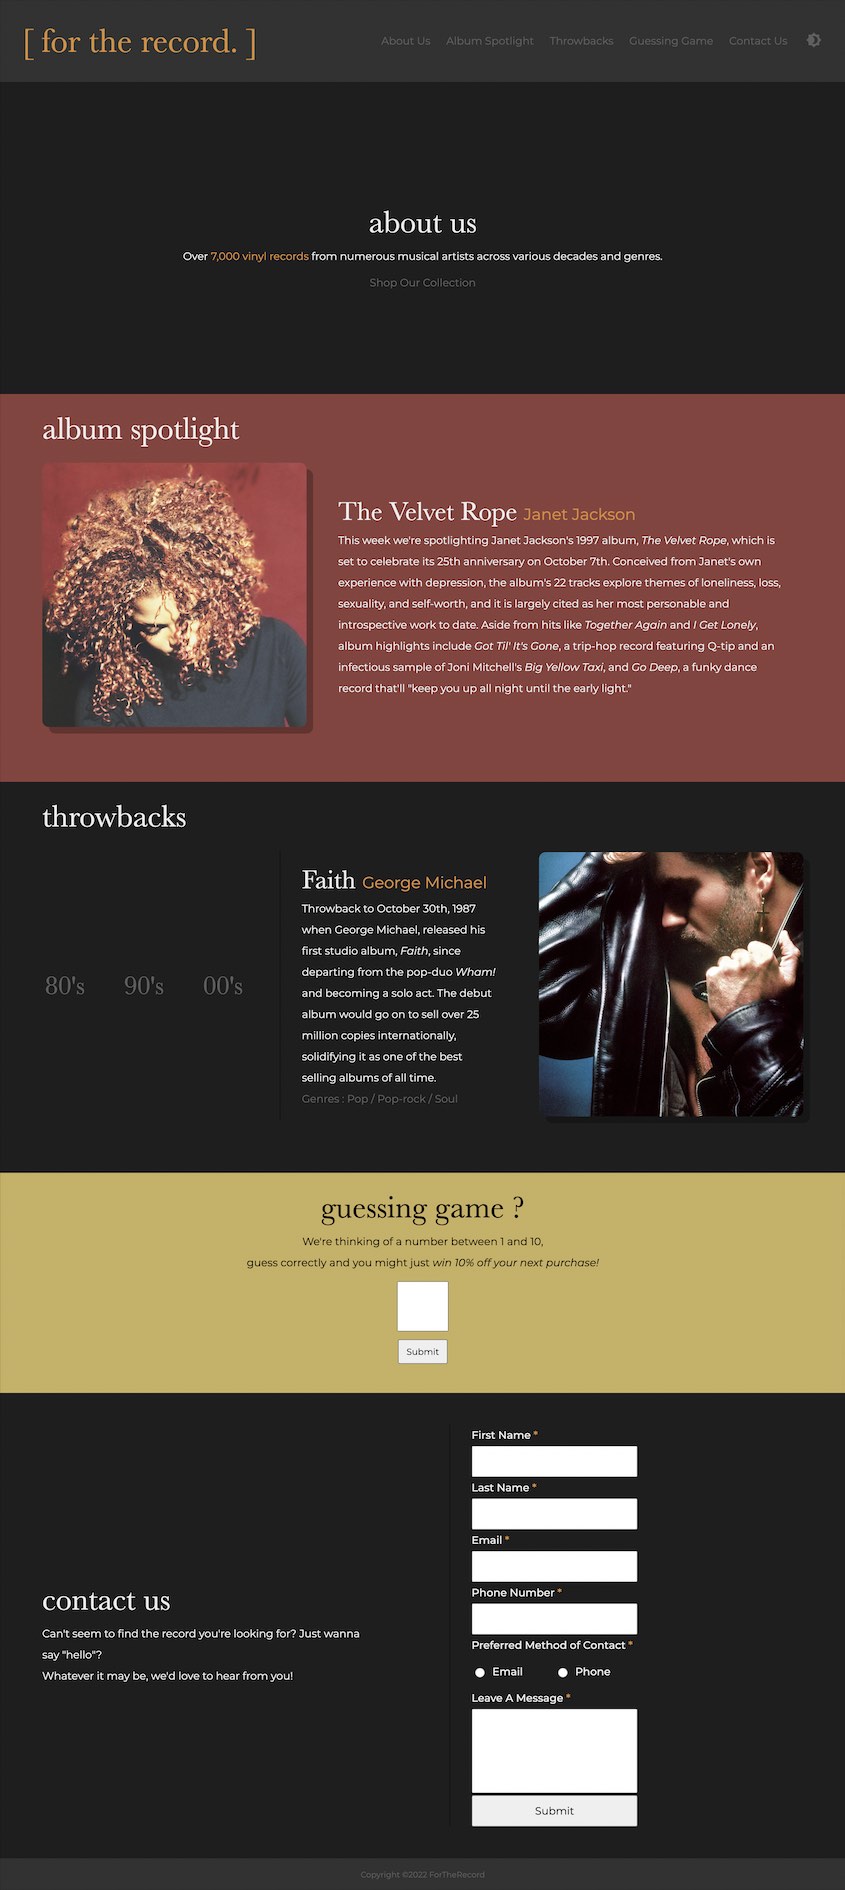 [ for the record. ]
About Us Album Spotlight Throwbacks Guessing Game Contact Us
about us
Over 7,000 vinyl records from numerous musical artists across various decades and genres.
Shop Our Collection
album spotlight
The Velvet Rope Janet Jackson
This week we're spotlighting Janet Jackson's 1997 album, The Velvet Rope, which is
set to celebrate its 25th anniversary on October 7th. Conceived from Janet's own
experience with depression, the album's 22 tracks explore themes of loneliness, loss,
sexuality, and self-worth, and it is largely cited as her most personable and
introspective work to date. Aside from hits like Together Again and I Get Lonely,
album highlights include Got Til' It's Gone, a trip-hop record featuring Q-tip and an
infectious sample of Joni Mitchell's Big Yellow Taxi, and Go Deep, a funky dance
record that'll "keep you up all night until the early light."
throwbacks
80's 90's 00's
Faith George Michael
Throwback to October 30th, 1987
when George Michael, released his
first studio album, Faith, since
departing from the pop-duo Wham!
and becoming a solo act. The debut
album would go on to sell over 25
million copies internationally,
solidifying it as one of the best
selling albums of all time.
Genres : Pop / Pop-rock / Soul
guessing game ?
We're thinking of a number between 1 and 10,
guess correctly and you might just win 10% off your next purchase!
Submit
contact us
Can't seem to find the record you're looking for? Just wanna
say "hello"?
Whatever it may be, we'd love to hear from you!
First Name *
Last Name *
Email *
Phone Number *
Preferred Method of Contact *
Email Phone
Leave A Message *
Submit
Copyright ©2022 ForTheRecord